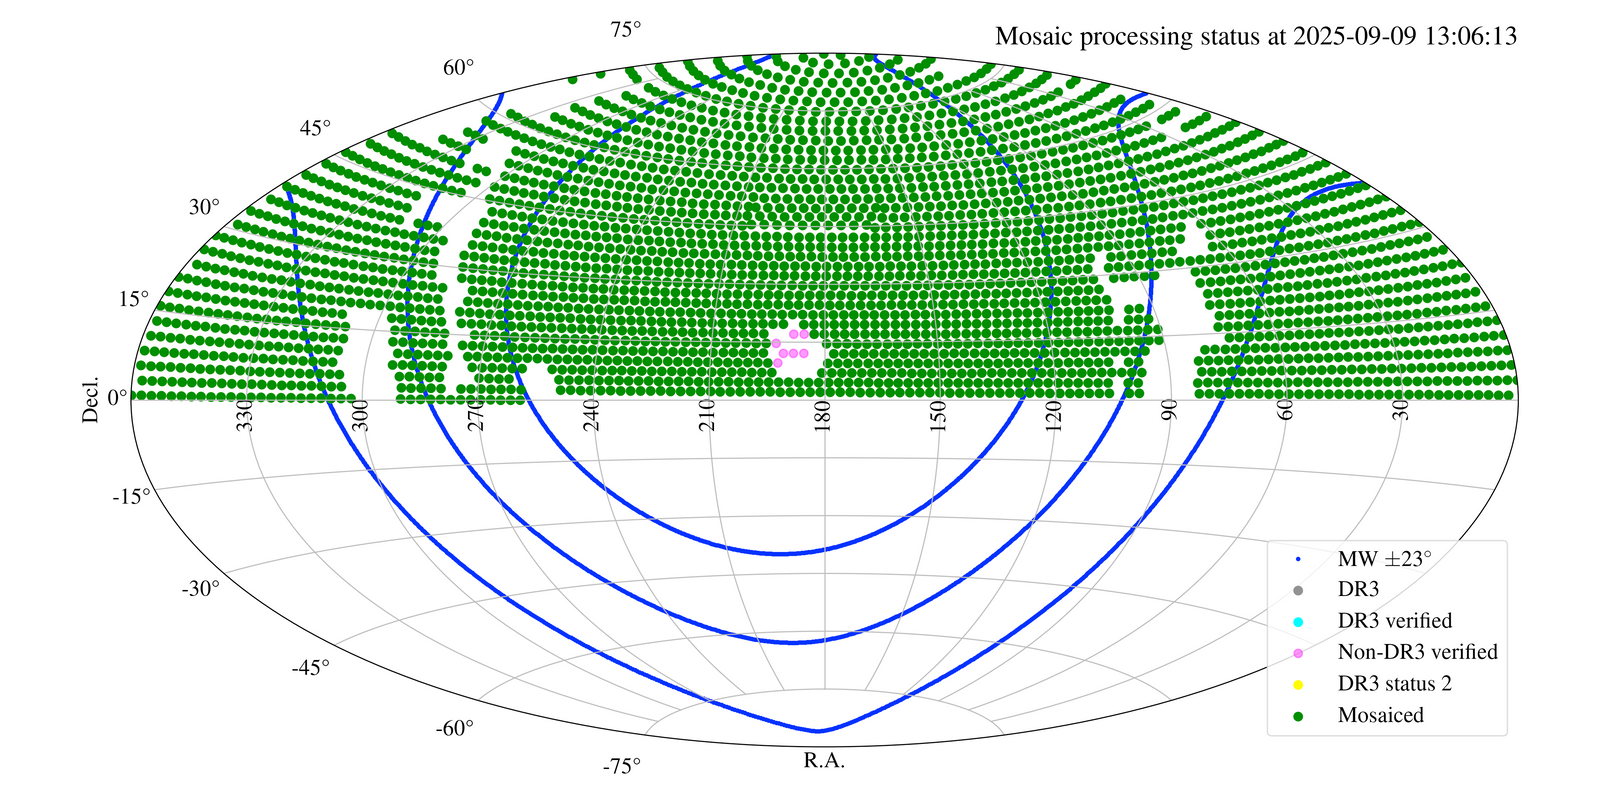 Mosaic processing status at 2025-09-09 13:06:13
75°
60°
45°
30°
15°
0°
-15°
-30°
-45°
-60°
-75°
Decl.
330 300 270 240 210 180 150 120 90 60 30
R.A.
MW ±23°
DR3
DR3 verified
Non-DR3 verified
DR3 status 2
Mosaiced